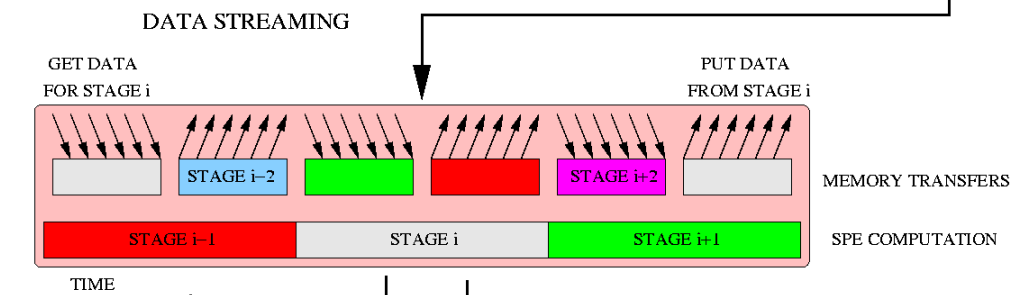 DATA STREAMING
GET DATA
FOR STAGE i
PUT DATA
FROM STAGE i
STAGE i−2
STAGE i+2
MEMORY TRANSFERS
STAGE i−1
STAGE i
STAGE i+1
SPE COMPUTATION
TIME